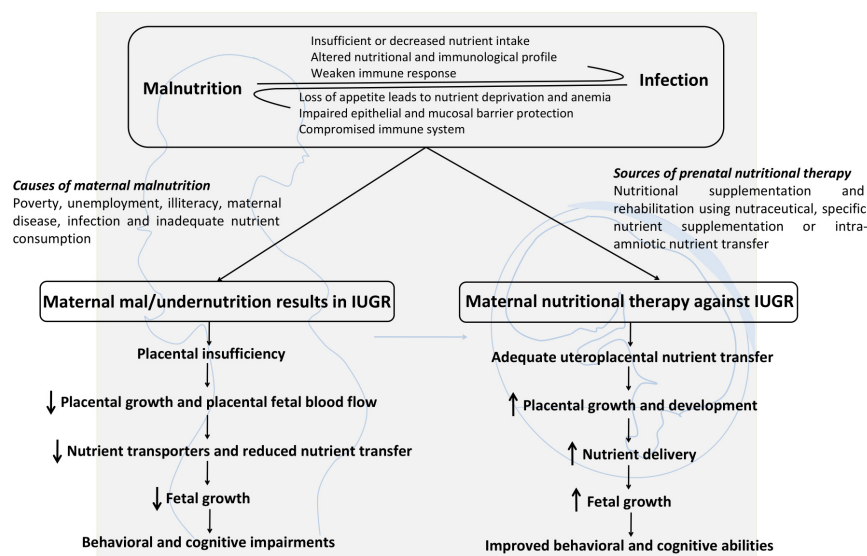 Insufficient or decreased nutrient intake
Altered nutritional and immunological profile
Weaken immune response
Malnutrition
Infection
Loss of appetite leads to nutrient deprivation and anemia
Impaired epithelial and mucosal barrier protection
Compromised immune system
Causes of maternal malnutrition
Poverty, unemployment, illiteracy, maternal
disease, infection and inadequate nutrient
consumption
Sources of prenatal nutritional therapy
Nutritional supplementation and
rehabilitation using nutraceutical, specific
nutrient supplementation or intra-
amniotic nutrient transfer
Maternal mal/undernutrition results in IUGR
Placental insufficiency
↓ Placental growth and placental fetal blood flow
↓ Nutrient transporters and reduced nutrient transfer
↓ Fetal growth
Behavioral and cognitive impairments
Maternal nutritional therapy against IUGR
Adequate uteroplacental nutrient transfer
↑ Placental growth and development
↑ Nutrient delivery
↑ Fetal growth
Improved behavioral and cognitive abilities